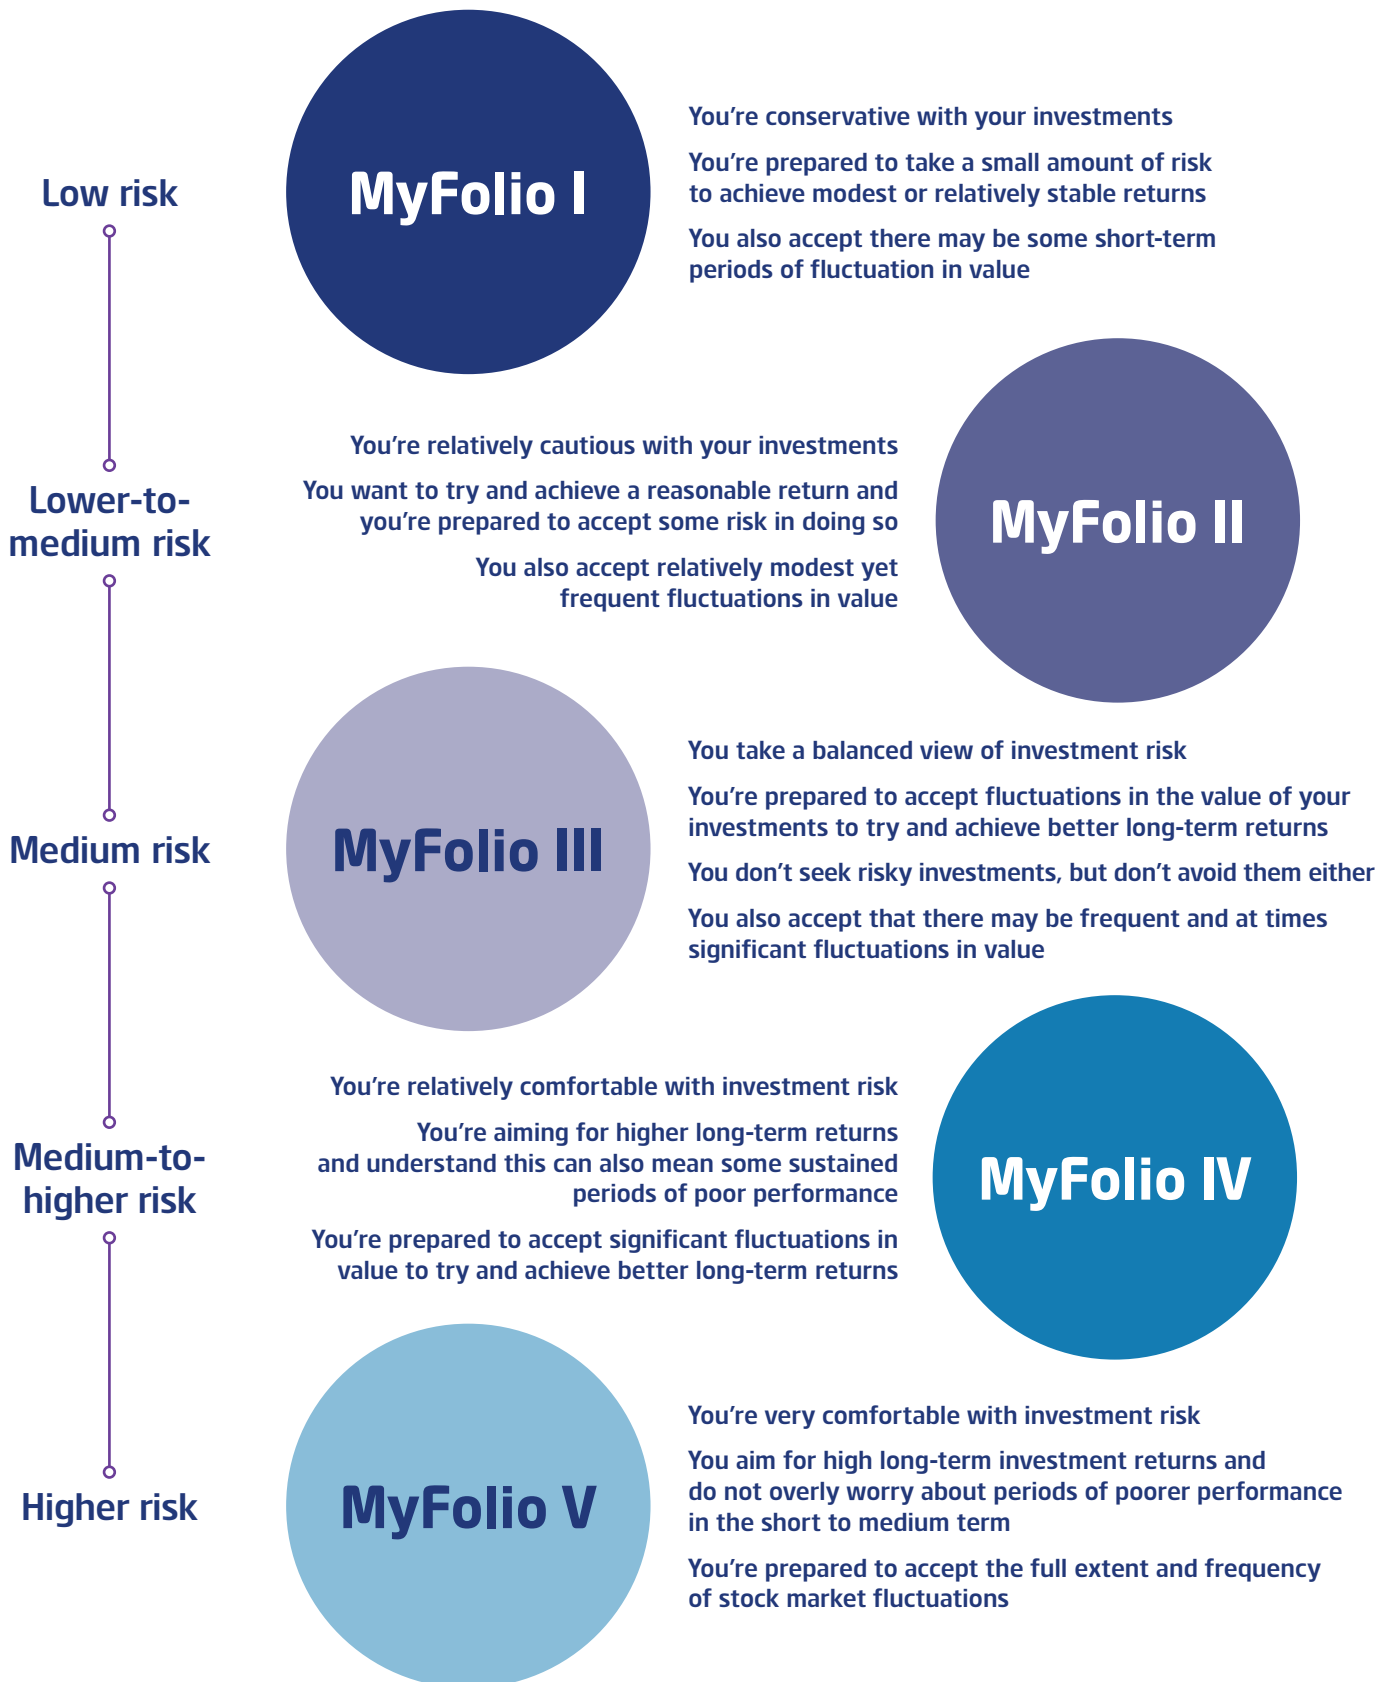 Low risk
MyFolio I
You're conservative with your investments
You're prepared to take a small amount of risk
to achieve modest or relatively stable returns
You also accept there may be some short-term
periods of fluctuation in value
Lower-to-
medium risk
You're relatively cautious with your investments
You want to try and achieve a reasonable return and
you're prepared to accept some risk in doing so
You also accept relatively modest yet
frequent fluctuations in value
MyFolio II
Medium risk
MyFolio III
You take a balanced view of investment risk
You're prepared to accept fluctuations in the value of your
investments to try and achieve better long-term returns
You don't seek risky investments, but don't avoid them either
You also accept that there may be frequent and at times
significant fluctuations in value
Medium-to-
higher risk
You're relatively comfortable with investment risk
You're aiming for higher long-term returns
and understand this can also mean some sustained
periods of poor performance
You're prepared to accept significant fluctuations in
value to try and achieve better long-term returns
MyFolio IV
Higher risk
MyFolio V
You're very comfortable with investment risk
You aim for high long-term investment returns and
do not overly worry about periods of poorer performance
in the short to medium term
You're prepared to accept the full extent and frequency
of stock market fluctuations